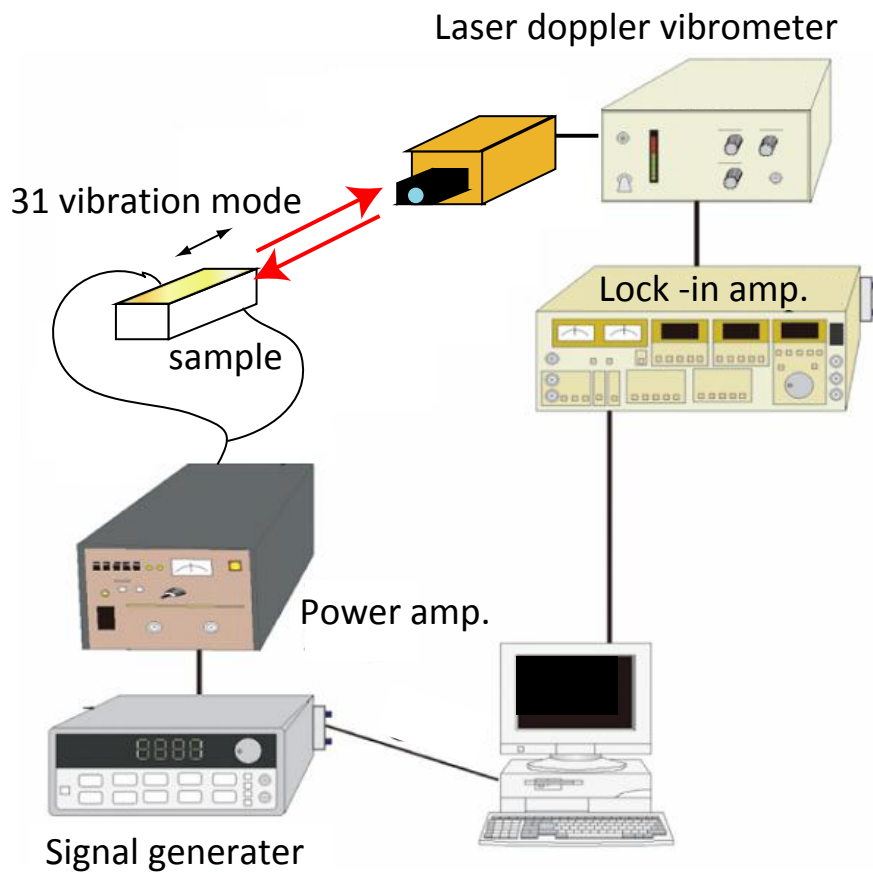 Laser doppler vibrometer
31 vibration mode
Lock -in amp.
sample
Power amp.
Signal generater